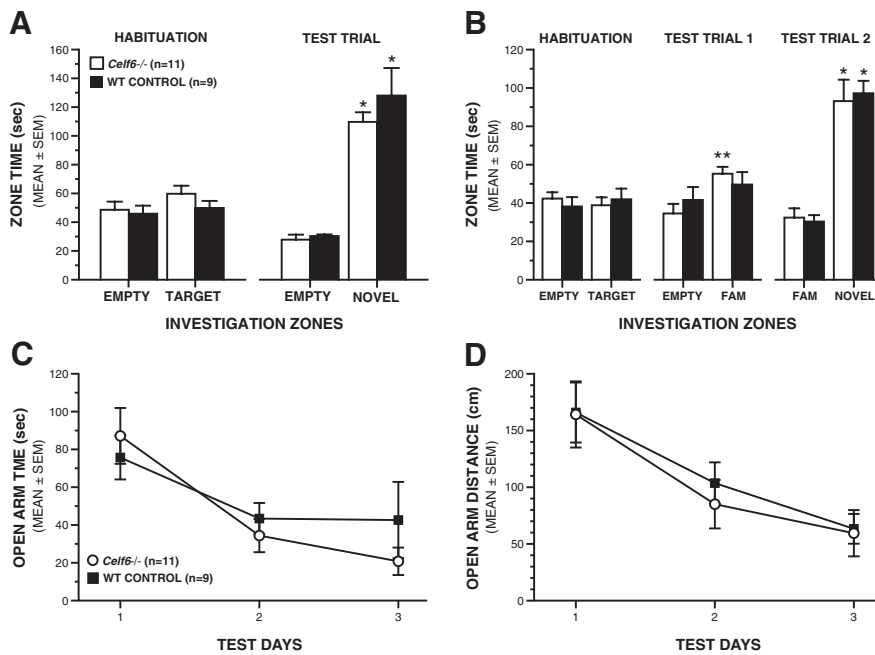 A
HABITUATION TEST TRIAL
160
140
120
100
80
60
40
20
0
ZONE TIME (sec)
(MEAN ± SEM)
Celf6-/- (n=11)
WT CONTROL (n=9)
* *
EMPTY TARGET EMPTY NOVEL
INVESTIGATION ZONES
B
HABITUATION TEST TRIAL 1 TEST TRIAL 2
120
100
80
60
40
20
0
ZONE TIME (sec)
(MEAN ± SEM)
** * *
EMPTY TARGET EMPTY FAM FAM NOVEL
INVESTIGATION ZONES
C
120
100
80
60
40
20
0
OPEN ARM TME (sec)
(MEAN ± SEM)
Celf6-/- (n=11)
WT CONTROL (n=9)
1 2 3
TEST DAYS
D
200
150
100
50
0
OPEN ARM DISTANCE (cm)
(MEAN ± SEM)
1 2 3
TEST DAYS